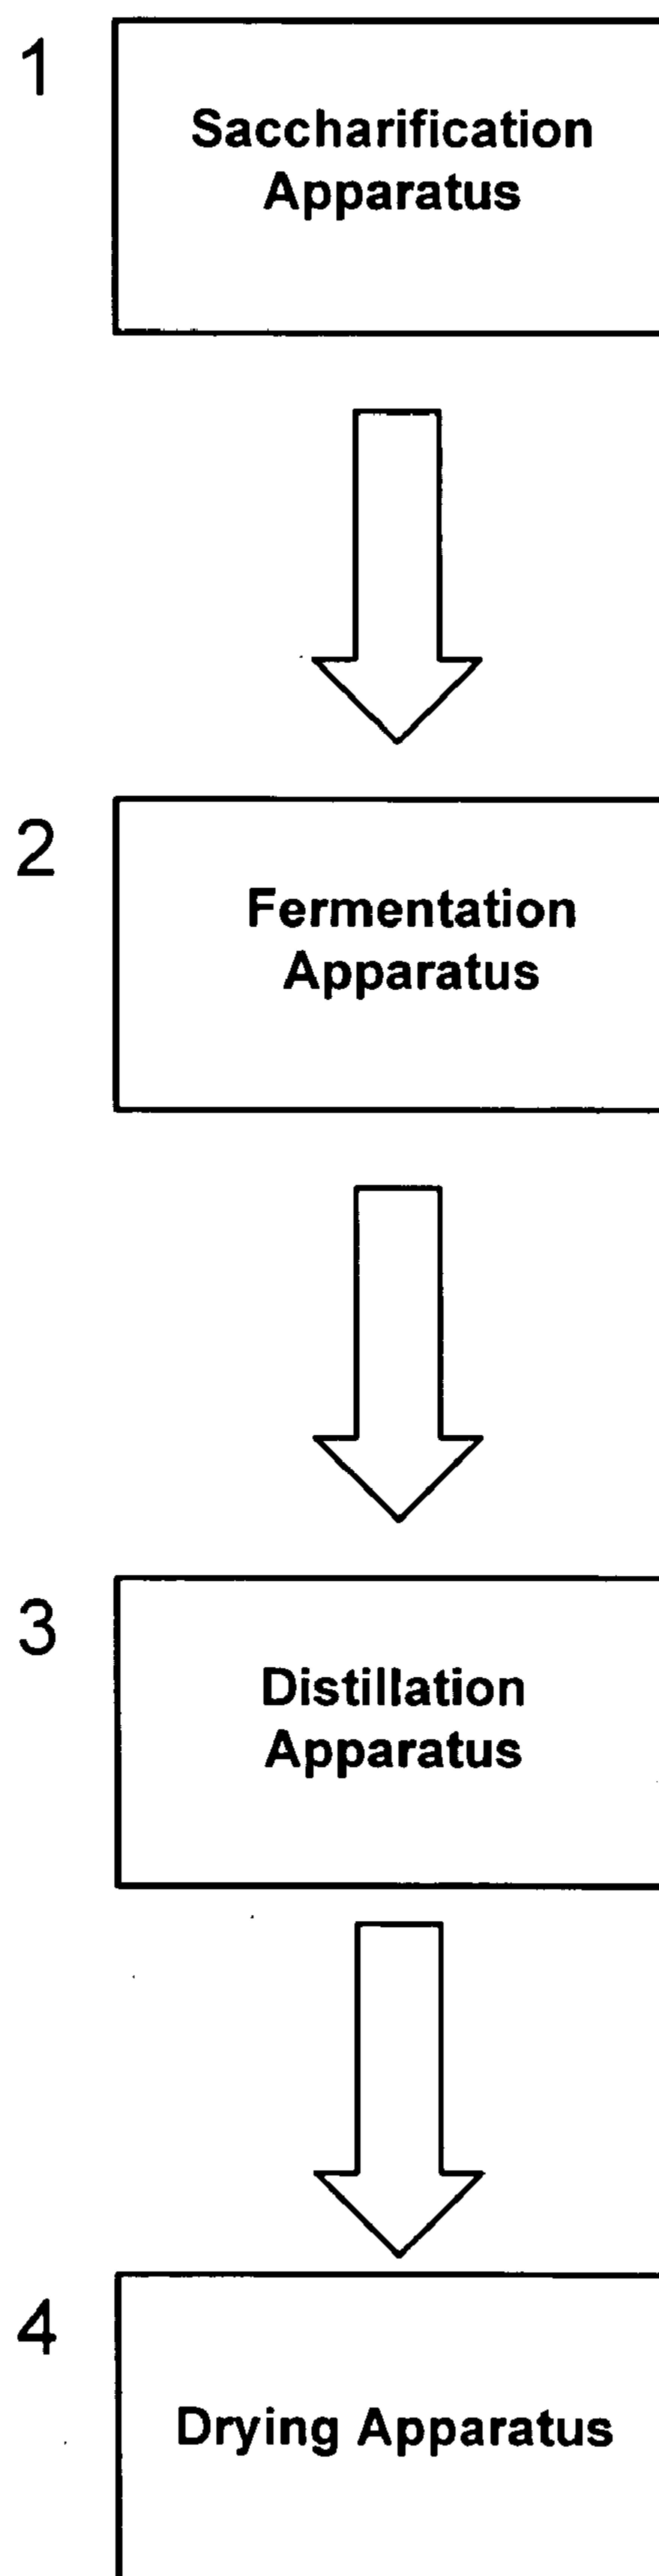 1
Saccharification
Apparatus
2
Fermentation
Apparatus
3
Distillation
Apparatus
4
Drying Apparatus